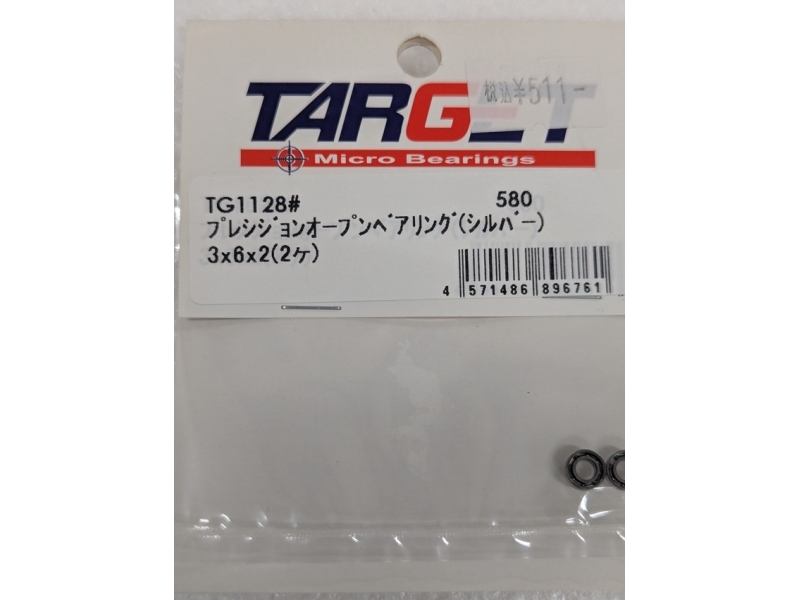 税込¥511-
TARGET
Micro Bearings
TG1128# 580
ﾌﾟﾚｼｼﾞｮﾝｵｰﾌﾟﾝﾍﾞｱﾘﾝｸﾞ(ｼﾙﾊﾞｰ)
3x6x2(2ケ)
4 571486 896761